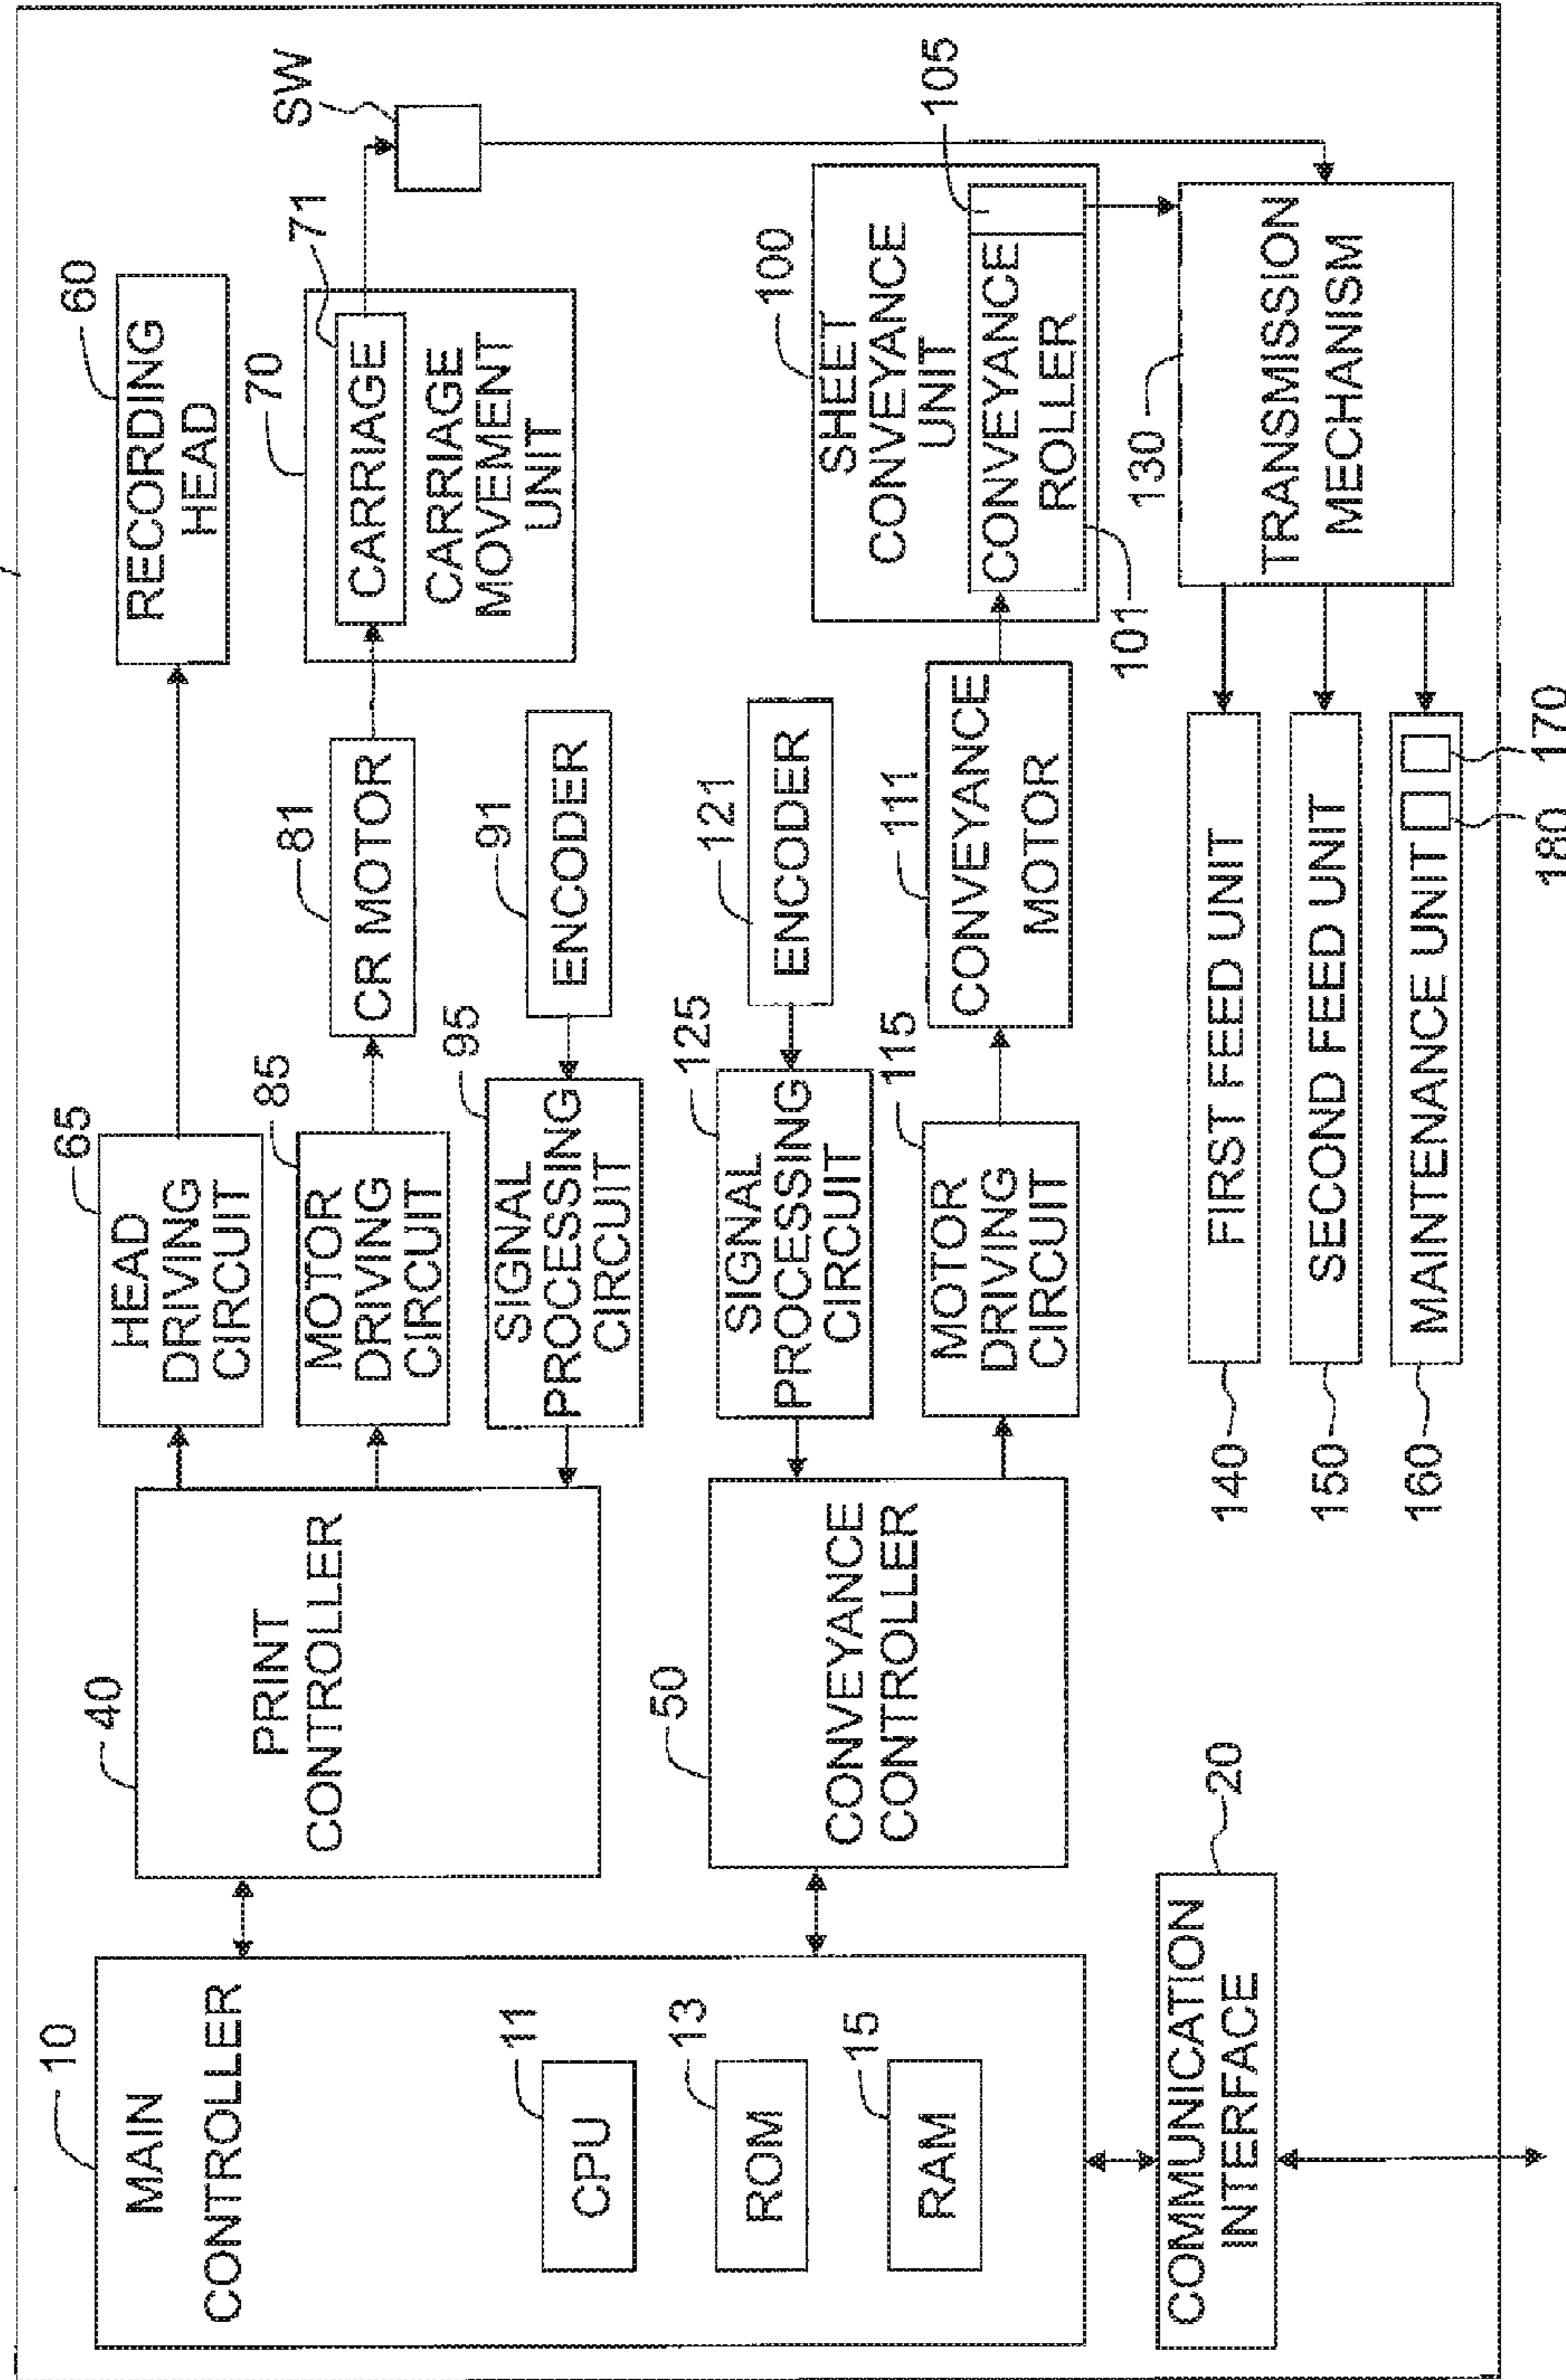 10
MAIN
CONTROLLER
11
CPU
13
ROM
15
RAM
COMMUNICATION
INTERFACE
20
40
PRINT
CONTROLLER
50
CONVEYANCE
CONTROLLER
65
HEAD
DRIVING
CIRCUIT
85
MOTOR
DRIVING
CIRCUIT
95
SIGNAL
PROCESSING
CIRCUIT
125
SIGNAL
PROCESSING
CIRCUIT
115
MOTOR
DRIVING
CIRCUIT
81
CR MOTOR
91
ENCODER
121
ENCODER
111
CONVEYANCE
MOTOR
60
RECORDING
HEAD
70
71
CARRIAGE
CARRIAGE
MOVEMENT
UNIT
SW
100
SHEET
CONVEYANCE
UNIT
105
CONVEYANCE
ROLLER
101
130
TRANSMISSION
MECHANISM
140
FIRST FEED UNIT
150
SECOND FEED UNIT
160
MAINTENANCE UNIT
180
170